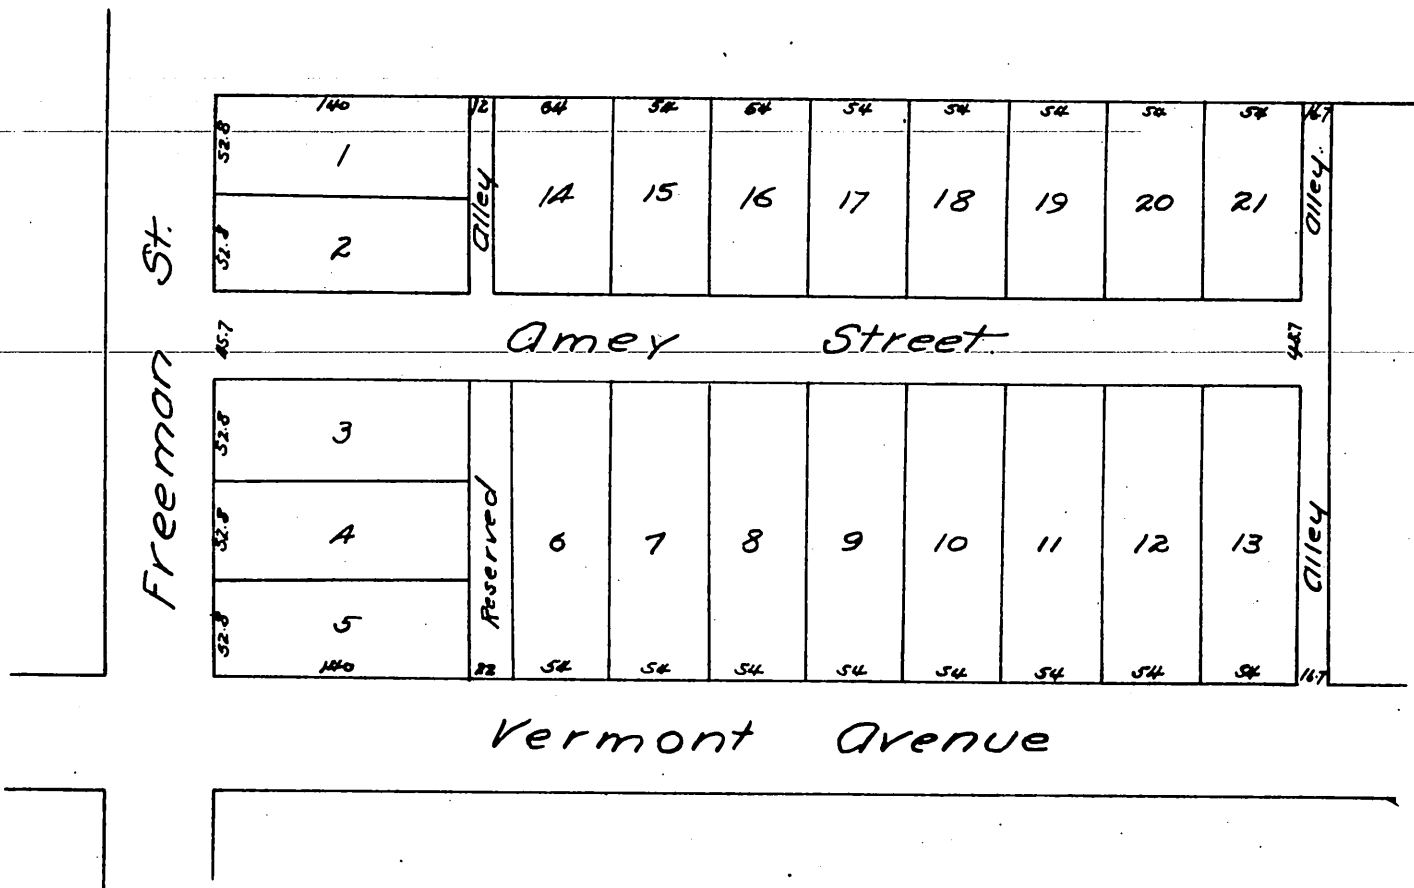 140 12 64 54 54 54 54 54 54 54 16.7
52.8 1 Alley 14 15 16 17 18 19 20 21 Alley.
52.8 2
Freeman St.
45.7 Amey Street. 45.7
52.8 3
52.8 4 Reserved 6 7 8 9 10 11 12 13 Alley
52.8 5
140 22 54 54 54 54 54 54 54 54 16.7
Vermont Avenue